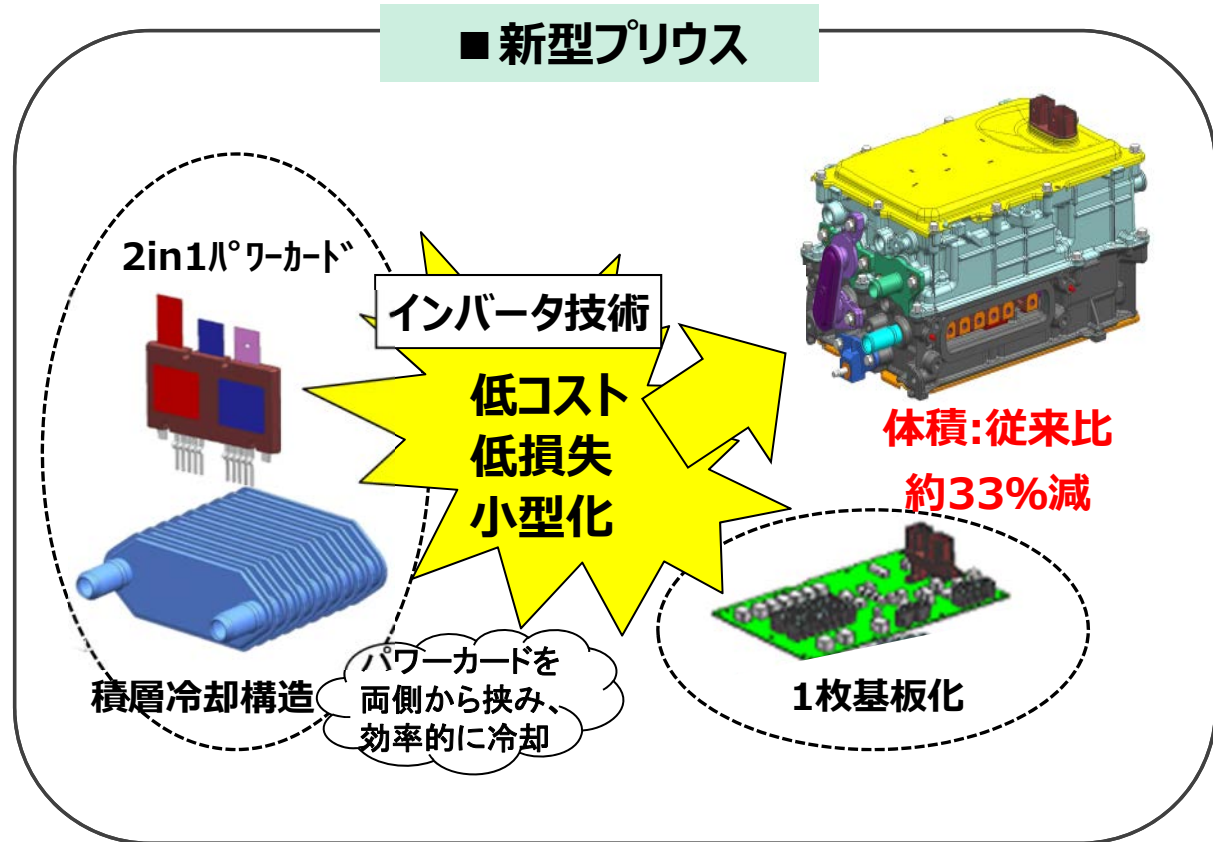 ■新型プリウス
2in1ﾊﾟﾜｰｶｰﾄﾞ
インバータ技術
低コスト
低損失
小型化
体積:従来比
約33%減
積層冷却構造
パワーカードを
両側から挟み、
効率的に冷却
1枚基板化